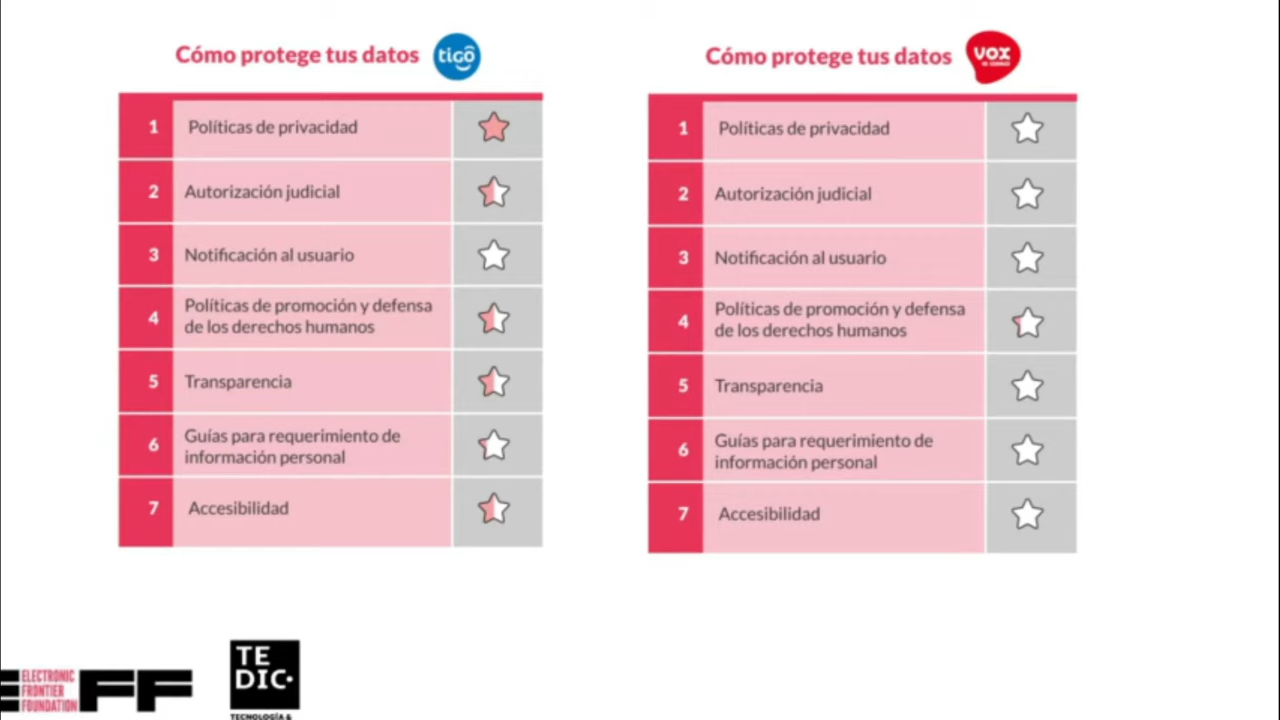 Cómo protege tus datos
tigo
1 Políticas de privacidad
2 Autorización judicial
3 Notificación al usuario
4 Políticas de promoción y defensa
de los derechos humanos
5 Transparencia
6 Guías para requerimiento de
información personal
7 Accesibilidad
Cómo protege tus datos
VOX
1 Políticas de privacidad
2 Autorización judicial
3 Notificación al usuario
4 Políticas de promoción y defensa
de los derechos humanos
5 Transparencia
6 Guías para requerimiento de
información personal
7 Accesibilidad
ELECTRONIC
FRONTIER
FOUNDATION
EFF
TE
DIC
TECNOLOGÍA &